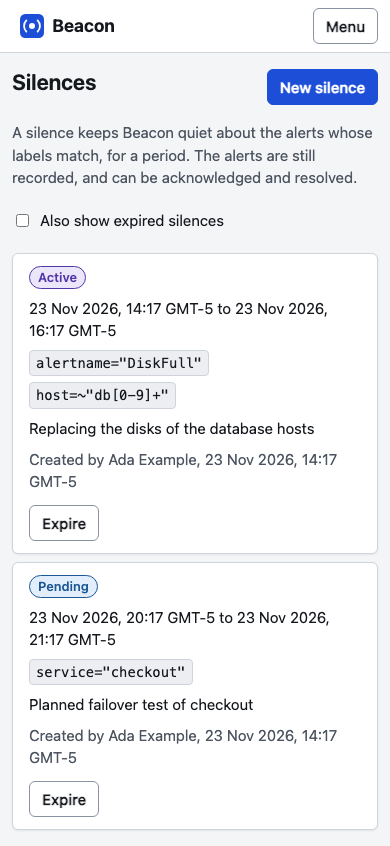 Beacon
Menu
Silences
New silence
A silence keeps Beacon quiet about the alerts whose
labels match, for a period. The alerts are still
recorded, and can be acknowledged and resolved.
Also show expired silences
Active
23 Nov 2026, 14:17 GMT-5 to 23 Nov 2026,
16:17 GMT-5
alertname="DiskFull"
host=~"db[0-9]+"
Replacing the disks of the database hosts
Created by Ada Example, 23 Nov 2026, 14:17
GMT-5
Expire
Pending
23 Nov 2026, 20:17 GMT-5 to 23 Nov 2026,
21:17 GMT-5
service="checkout"
Planned failover test of checkout
Created by Ada Example, 23 Nov 2026, 14:17
GMT-5
Expire